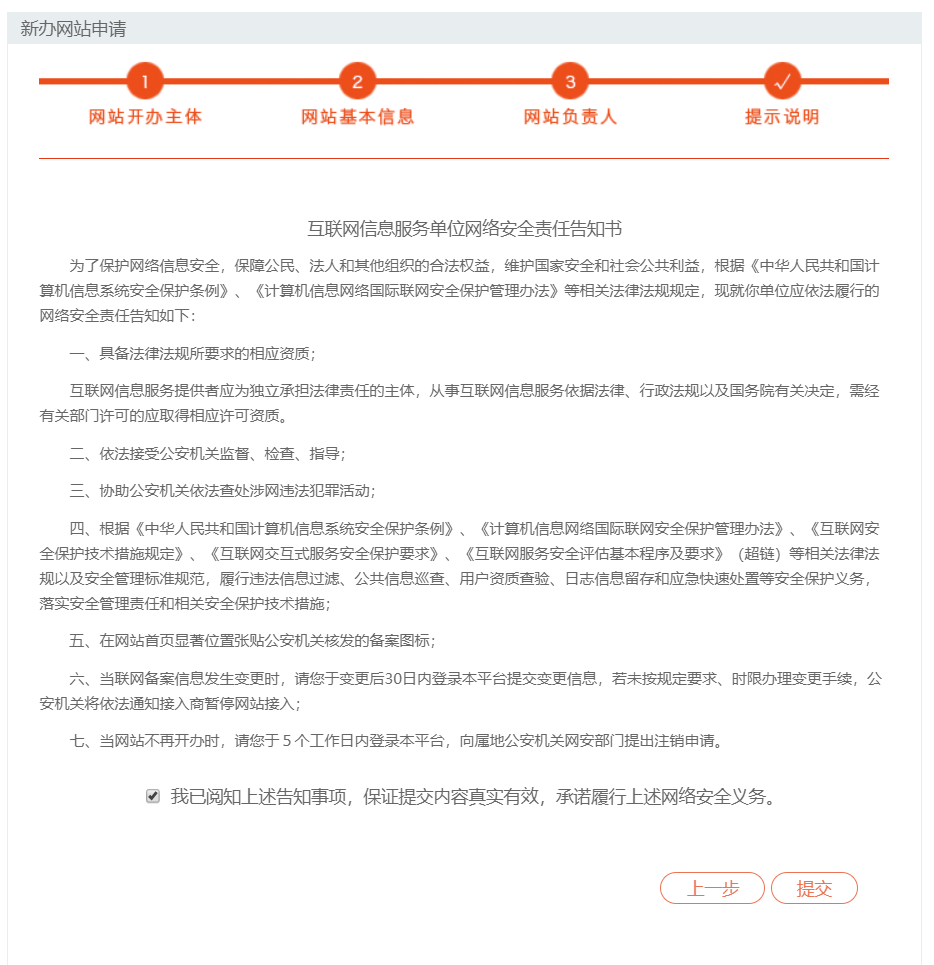 新办网站申请
1
2
3
网站开办主体
网站基本信息
网站负责人
提示说明
互联网信息服务单位网络安全责任告知书
为了保护网络信息安全，保障公民、法人和其他组织的合法权益，维护国家安全和社会公共利益，根据《中华人民共和国计
算机信息系统安全保护条例》、《计算机信息网络国际联网安全保护管理办法》等相关法律法规规定，现就你单位应依法履行的
网络安全责任告知如下：
一、具备法律法规所要求的相应资质；
互联网信息服务提供者应为独立承担法律责任的主体，从事互联网信息服务依据法律、行政法规以及国务院有关决定，需经
有关部门许可的应取得相应许可资质。
二、依法接受公安机关监督、检查、指导；
三、协助公安机关依法查处涉网违法犯罪活动；
四、根据《中华人民共和国计算机信息系统安全保护条例》、《计算机信息网络国际联网安全保护管理办法》、《互联网安
全保护技术措施规定》、《互联网交互式服务安全保护要求》、《互联网服务安全评估基本程序及要求》（超链）等相关法律法
规以及安全管理标准规范，履行违法信息过滤、公共信息巡查、用户资质查验、日志信息留存和应急快速处置等安全保护义务，
落实安全管理责任和相关安全保护技术措施；
五、在网站首页显著位置张贴公安机关核发的备案图标；
六、当联网备案信息发生变更时，请您于变更后30日内登录本平台提交变更信息，若未按规定要求、时限办理变更手续，公
安机关将依法通知接入商暂停网站接入；
七、当网站不再开办时，请您于５个工作日内登录本平台，向属地公安机关网安部门提出注销申请。
我已阅知上述告知事项，保证提交内容真实有效，承诺履行上述网络安全义务。
上一步 提交